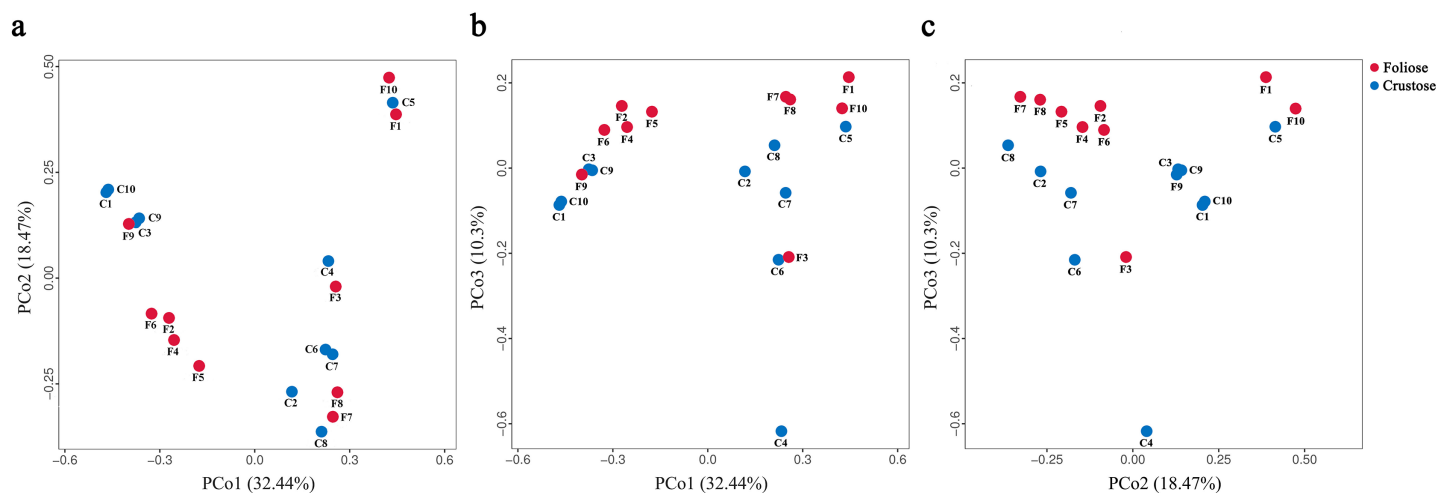 a
0.50
0.25
0.00
−0.25
PCo2 (18.47%)
F10
C5
F1
C10
C1
C9
F9
C3
C4
F3
F6
F2
F4
F5
C6
C7
C2
F8
F7
C8
−0.6
−0.3
0.0
0.3
0.6
PCo1 (32.44%)
b
0.2
0.0
−0.2
−0.4
−0.6
PCo3 (10.3%)
F1
F7
F8
F10
F2
F5
F6
F4
C5
C8
C3
C9
F9
C2
C10
C1
C7
C6
F3
C4
−0.6
−0.3
0.0
0.3
0.6
PCo1 (32.44%)
c
0.2
0.0
−0.2
−0.4
−0.6
PCo3 (10.3%)
F1
F7
F8
F5
F2
F10
F4
F6
C5
C8
C3
C9
F9
C2
C7
C10
C1
C6
F3
C4
−0.25
0.00
0.25
0.50
PCo2 (18.47%)
Foliose
Crustose